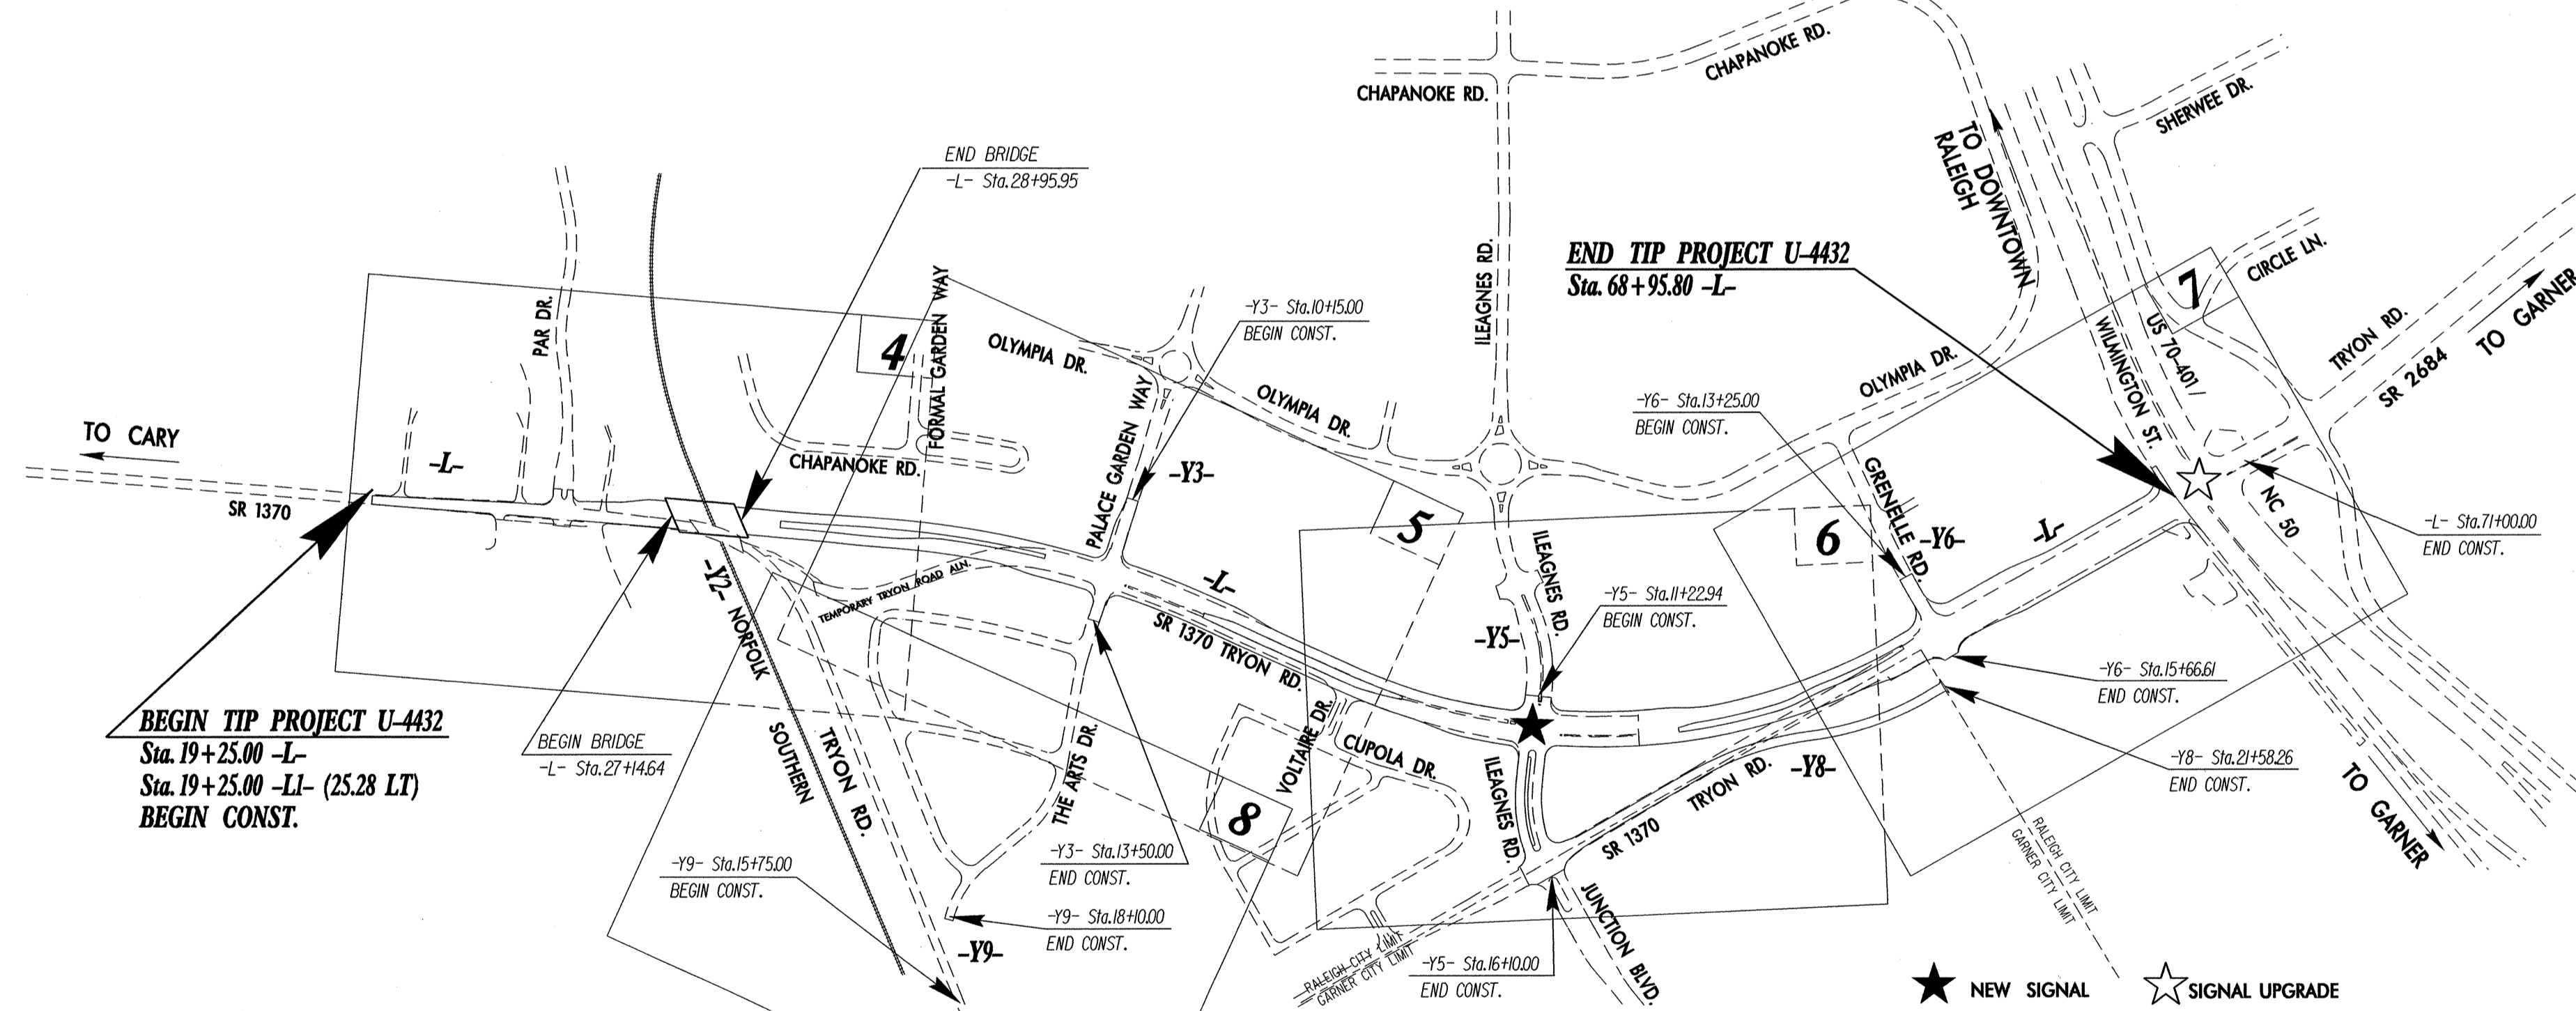 CHAPANOKE RD.
CHAPANOKE RD.
SHERWEE DR.
TO DOWNTOWN
RALEIGH
END BRIDGE
-L- Sta.28+95.95
ILEAGNES RD.
END TIP PROJECT U-4432
Sta. 68+95.80 -L-
7
CIRCLE LN.
TO GARNER
TRYON RD.
SR 2684
WILMINGTON ST.
US 70-401/
NC 50
PAR DR.
4
FORMAL GARDEN WAY
OLYMPIA DR.
-Y3- Sta.10+15.00
BEGIN CONST.
OLYMPIA DR.
OLYMPIA DR.
PALACE GARDEN WAY
-Y3-
-Y6- Sta.13+25.00
BEGIN CONST.
TO CARY
-L-
SR 1370
CHAPANOKE RD.
GRENELLE RD.
-Y6-
-L-
-L- Sta.71+00.00
END CONST.
5
6
ILEAGNES RD.
-Y2-
NORFOLK
SOUTHERN
TEMPORARY TRYON ROAD ALN.
-L-
SR 1370 TRYON RD.
-Y5-
-Y5- Sta.11+22.94
BEGIN CONST.
-Y6- Sta.15+66.61
END CONST.
BEGIN TIP PROJECT U-4432
Sta. 19+25.00 -L-
Sta. 19+25.00 -L1- (25.28 LT)
BEGIN CONST.
BEGIN BRIDGE
-L- Sta.27+14.64
TRYON RD.
THE ARTS DR.
VOLTAIRE DR.
CUPOLA DR.
8
ILEAGNES RD.
TRYON RD.
SR 1370
-Y8-
-Y8- Sta.21+58.26
END CONST.
TO GARNER
RALEIGH CITY LIMIT
GARNER CITY LIMIT
-Y9- Sta.15+75.00
BEGIN CONST.
-Y3- Sta.13+50.00
END CONST.
-Y9- Sta.18+10.00
END CONST.
-Y9-
RALEIGH CITY LIMIT
GARNER CITY LIMIT
-Y5- Sta.16+10.00
END CONST.
JUNCTION BLVD.
NEW SIGNAL
SIGNAL UPGRADE